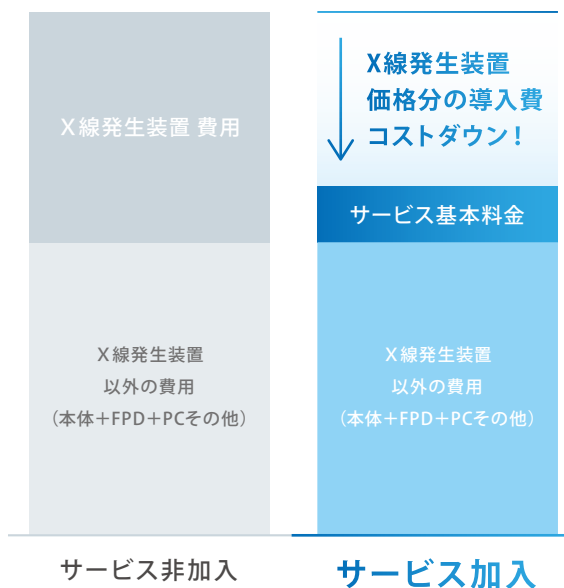 X線発生装置 費用
X線発生装置
以外の費用
（本体＋FPD＋PCその他）
サービス非加入
X線発生装置
価格分の導入費
コストダウン！
サービス基本料金
X線発生装置
以外の費用
（本体＋FPD＋PCその他）
サービス加入